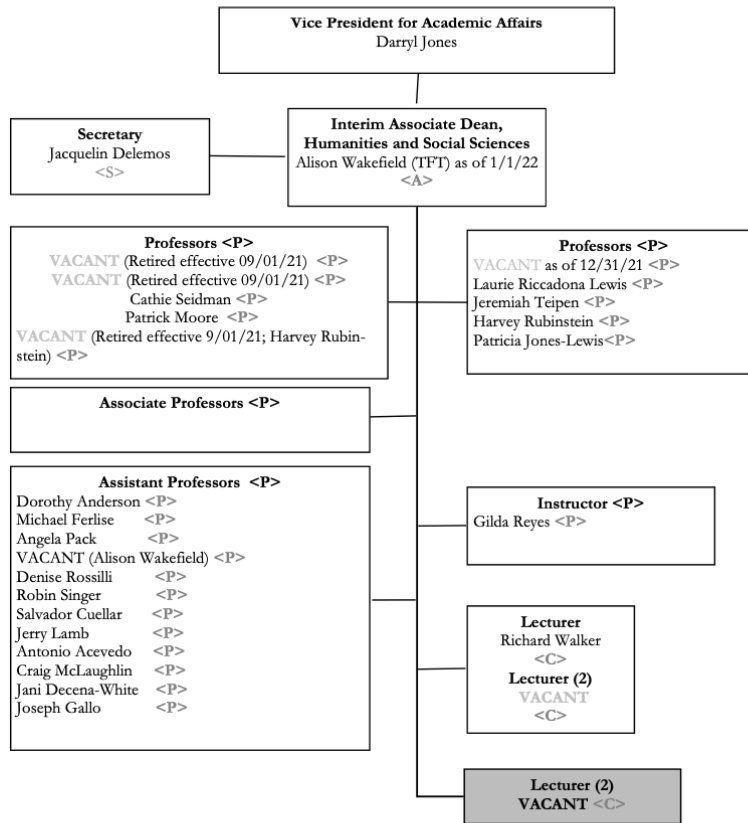 Vice President for Academic Affairs
Darryl Jones
Secretary
Jacquelin Delemos
<S>
Interim Associate Dean,
Humanities and Social Sciences
Alison Wakefield (TFT) as of 1/1/22
<A>
Professors <P>
VACANT (Retired effective 09/01/21) <P>
VACANT (Retired effective 09/01/21) <P>
Cathie Seidman <P>
Patrick Moore <P>
VACANT (Retired effective 9/01/21; Harvey Rubin-
stein) <P>
Professors <P>
VACANT as of 12/31/21 <P>
Laurie Riccadona Lewis <P>
Jeremiah Teipen <P>
Harvey Rubinstein <P>
Patricia Jones-Lewis<P>
Associate Professors <P>
Assistant Professors <P>
Dorothy Anderson <P>
Michael Ferlise <P>
Angela Pack <P>
VACANT (Alison Wakefield) <P>
Denise Rossilli <P>
Robin Singer <P>
Salvador Cuellar <P>
Jerry Lamb <P>
Antonio Acevedo <P>
Craig McLaughlin <P>
Jani Decena-White <P>
Joseph Gallo <P>
Instructor <P>
Gilda Reyes <P>
Lecturer
Richard Walker
<C>
Lecturer (2)
VACANT
<C>
Lecturer (2)
VACANT <C>